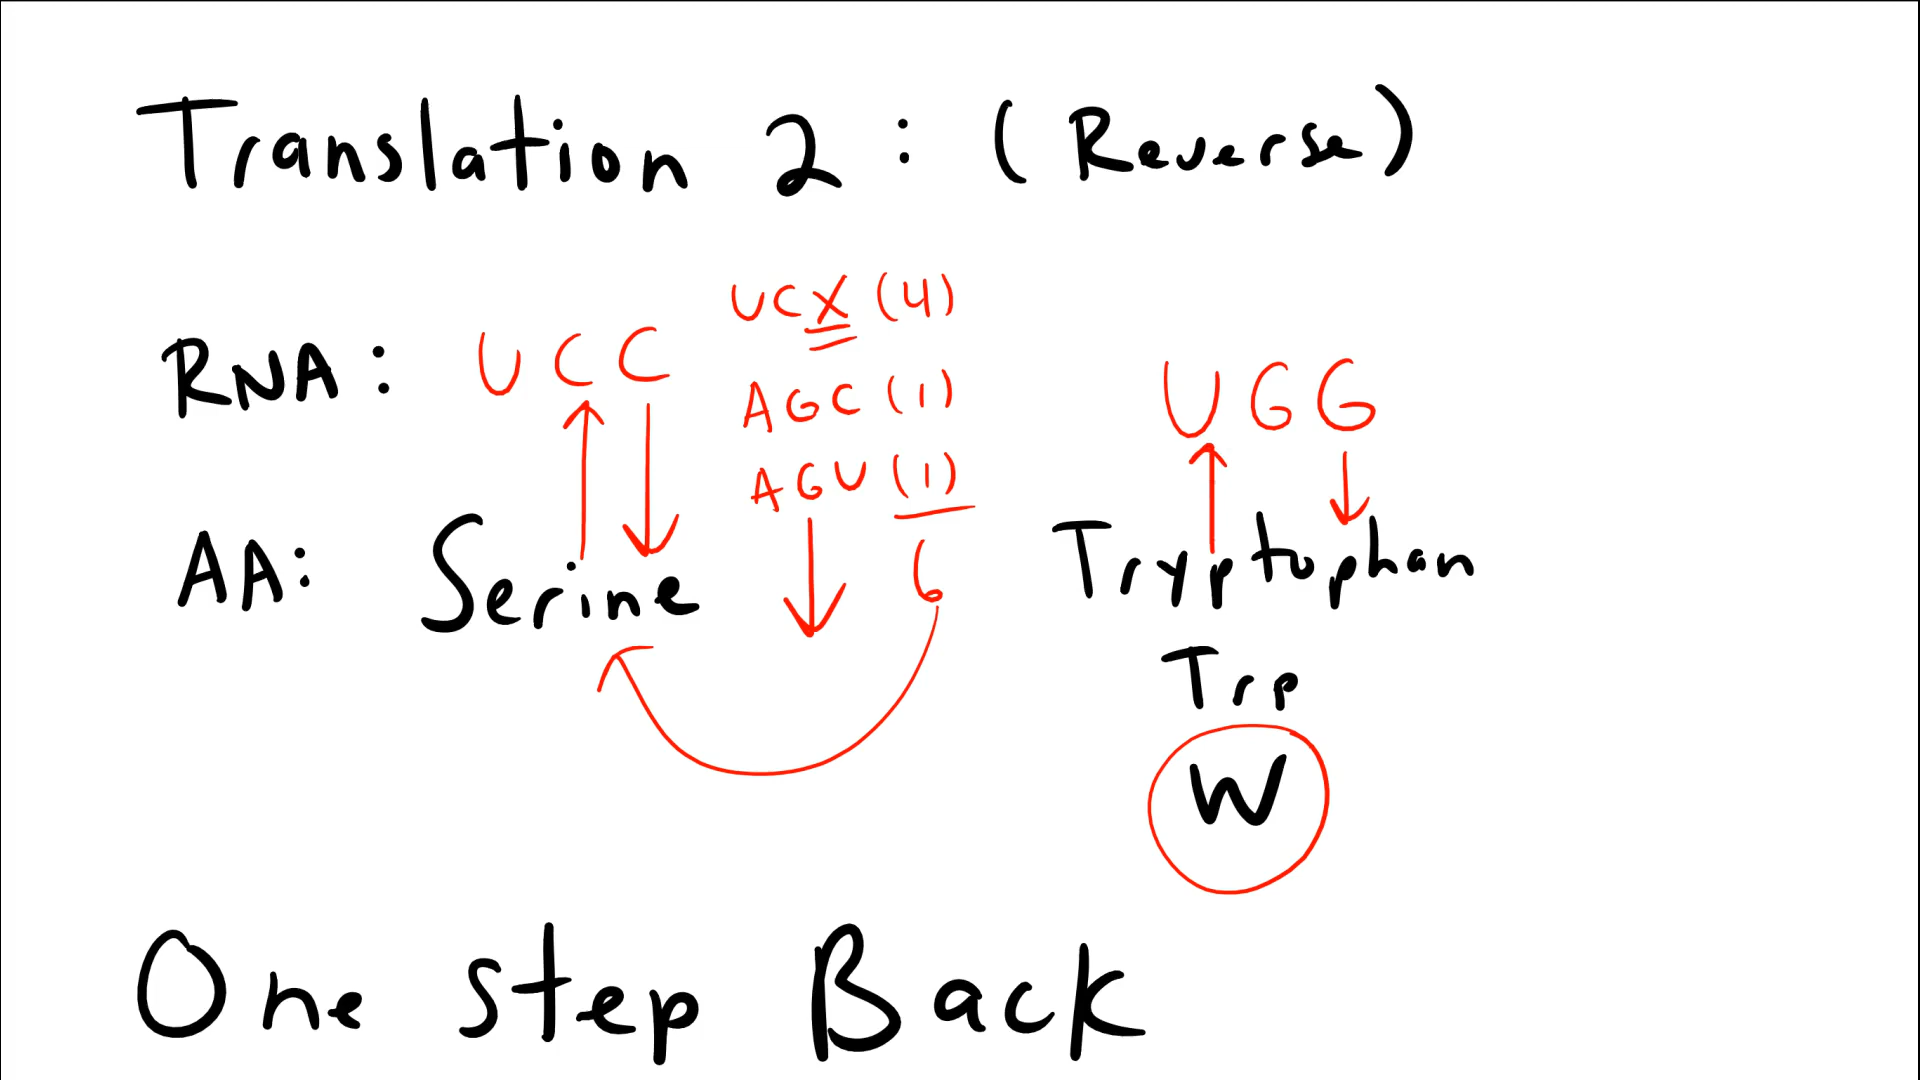 Translation 2 : (Reverse)
RNA: UCC
UCX (4)
AGC (1)
AGU (1)
6
UGG
AA: Serine
Tryptophan
Trp
W
One step Back